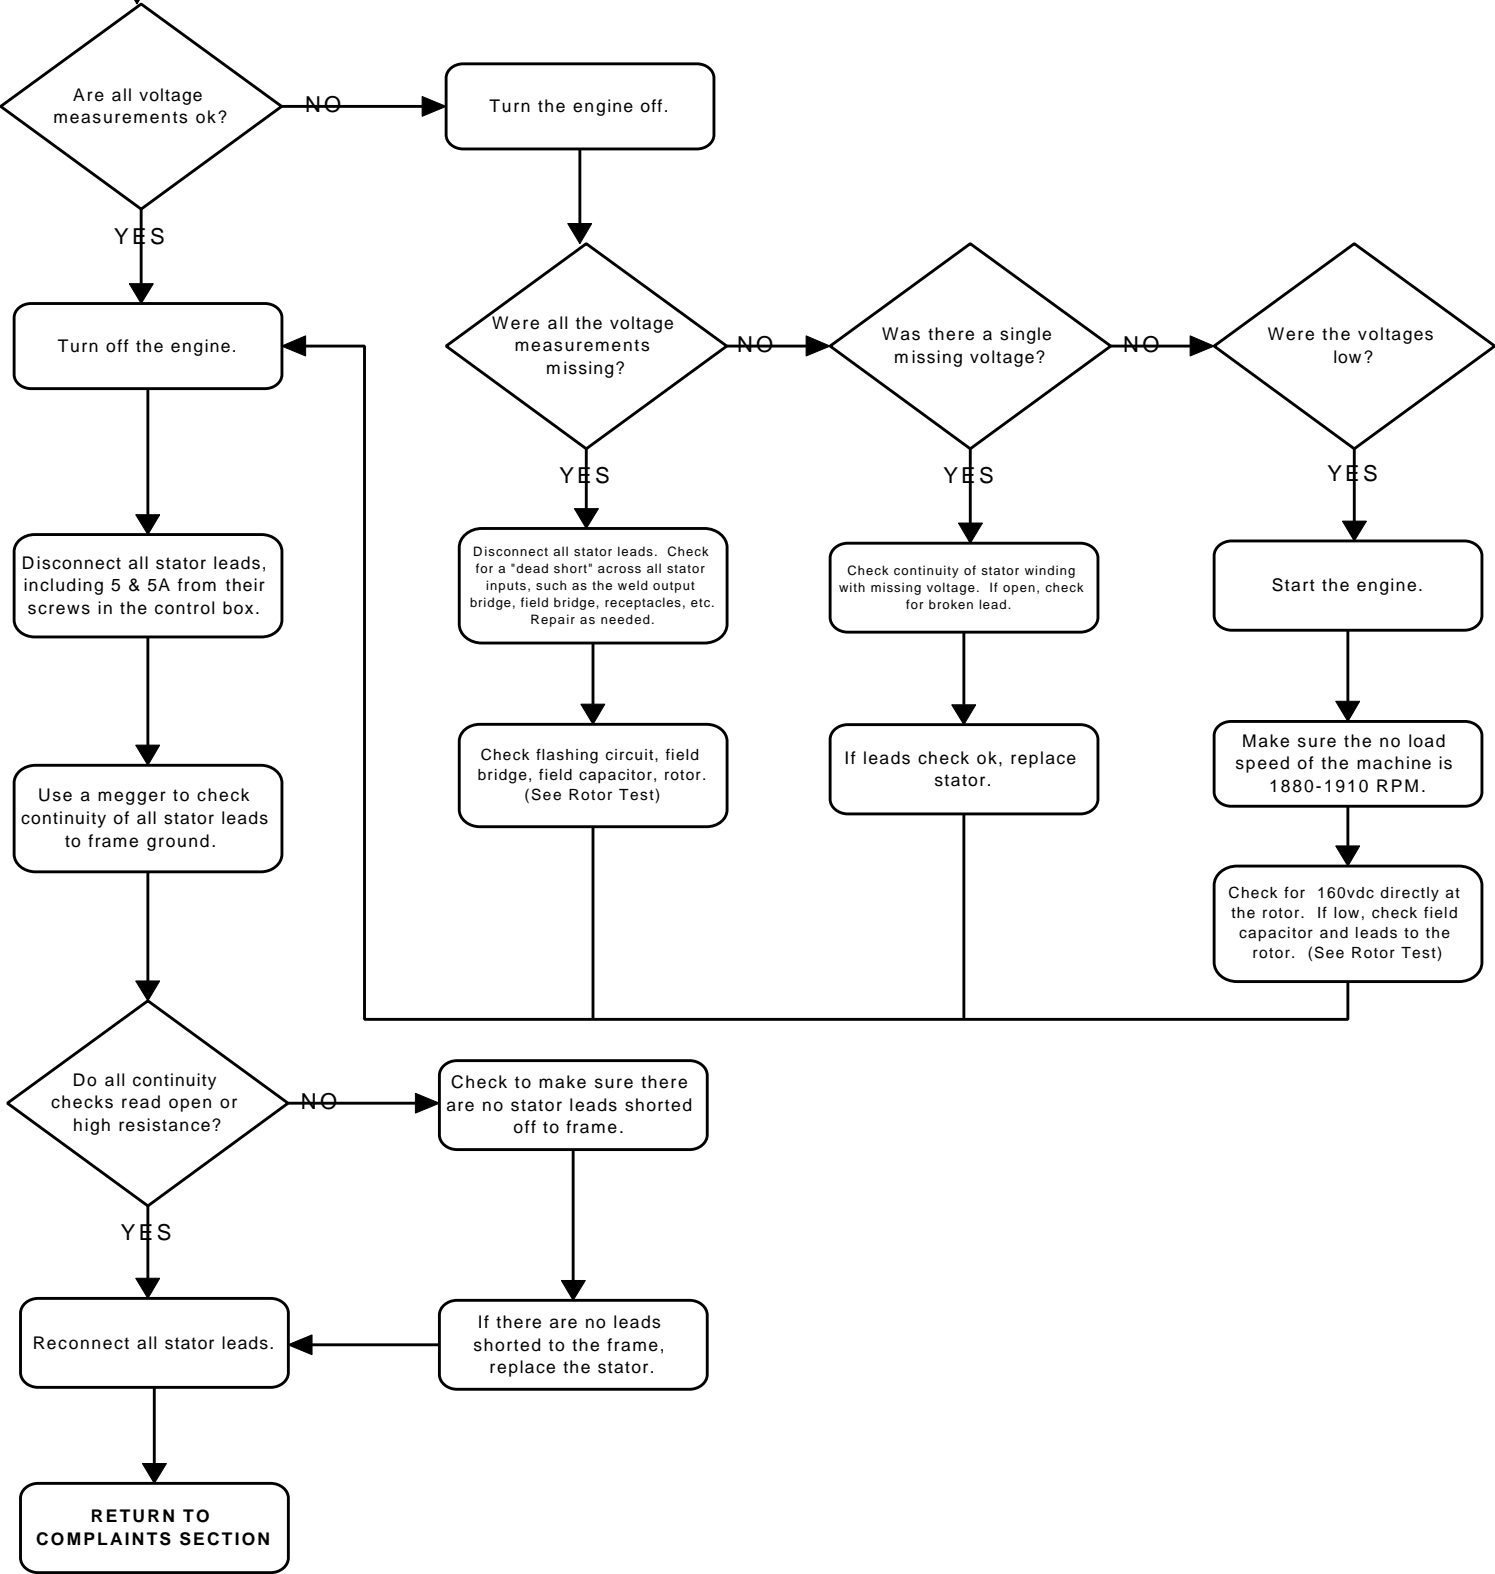 Are all voltage
measurements ok?
NO
Turn the engine off.
YES
Turn off the engine.
Were all the voltage
measurements
missing?
NO
Was there a single
missing voltage?
NO
Were the voltages
low?
YES
YES
YES
Disconnect all stator leads,
including 5 & 5A from their
screws in the control box.
Disconnect all stator leads.  Check
for a "dead short" across all stator
inputs, such as the weld output
bridge, field bridge, receptacles, etc.
Repair as needed.
Check continuity of stator winding
with missing voltage.  If open, check
for broken lead.
Start the engine.
Use a megger to check
continuity of all stator leads
to frame ground.
Check flashing circuit, field
bridge, field capacitor, rotor.
(See Rotor Test)
If leads check ok, replace
stator.
Make sure the no load
speed of the machine is
1880-1910 RPM.
Check for  160vdc directly at
the rotor.  If low, check field
capacitor and leads to the
rotor.  (See Rotor Test)
Do all continuity
checks read open or
high resistance?
NO
Check to make sure there
are no stator leads shorted
off to frame.
YES
Reconnect all stator leads.
If there are no leads
shorted to the frame,
replace the stator.
RETURN TO
COMPLAINTS SECTION